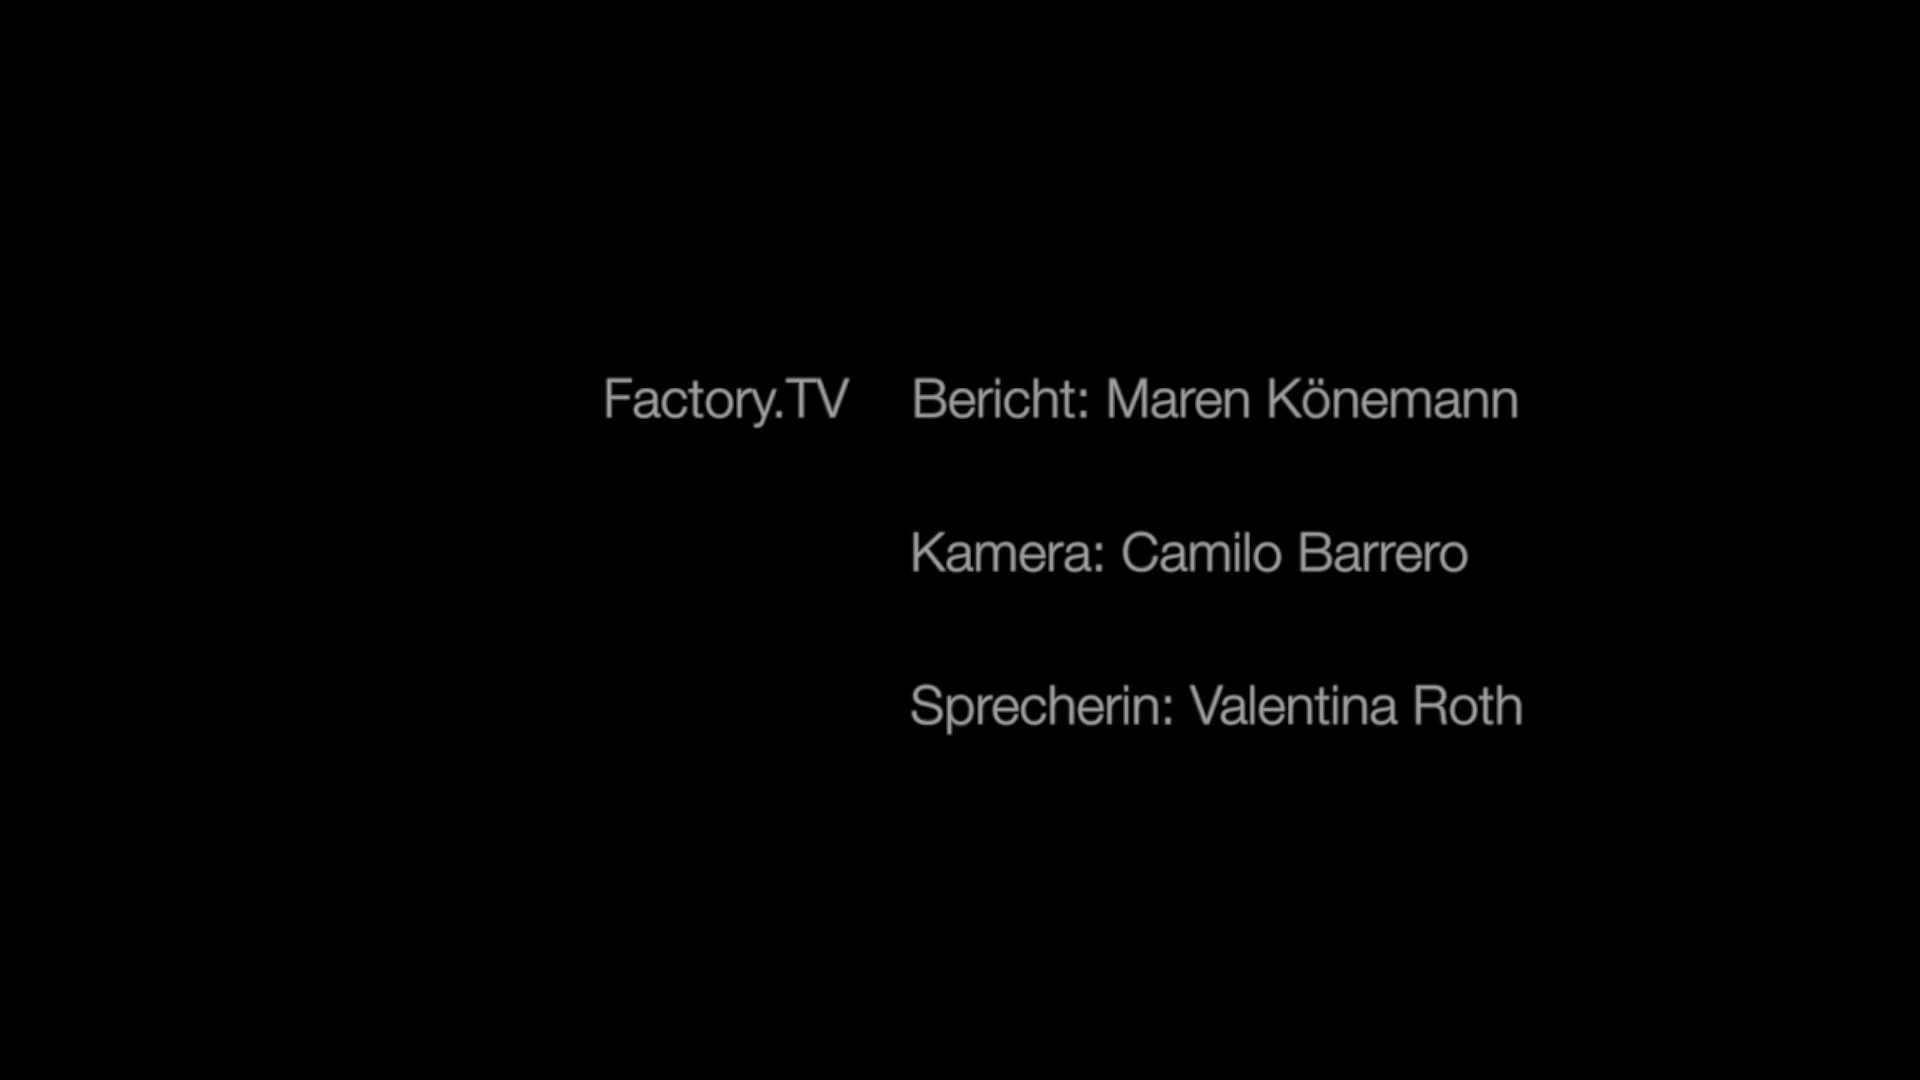 Factory.TV Bericht: Maren Könemann
Kamera: Camilo Barrero
Sprecherin: Valentina Roth